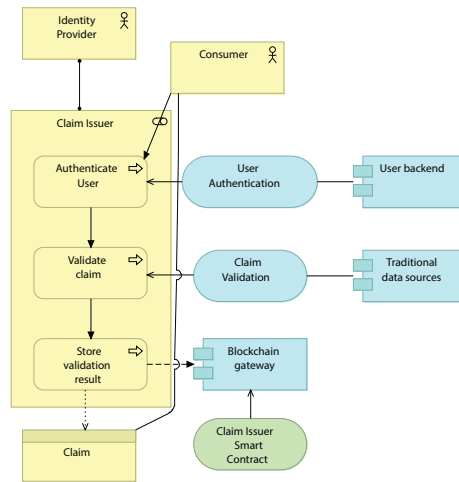 Identity
Provider
Consumer
Claim Issuer
Authenticate
User
User
Authentication
User backend
Validate
claim
Claim
Validation
Traditional
data sources
Store
validation
result
Blockchain
gateway
Claim Issuer
Smart
Contract
Claim